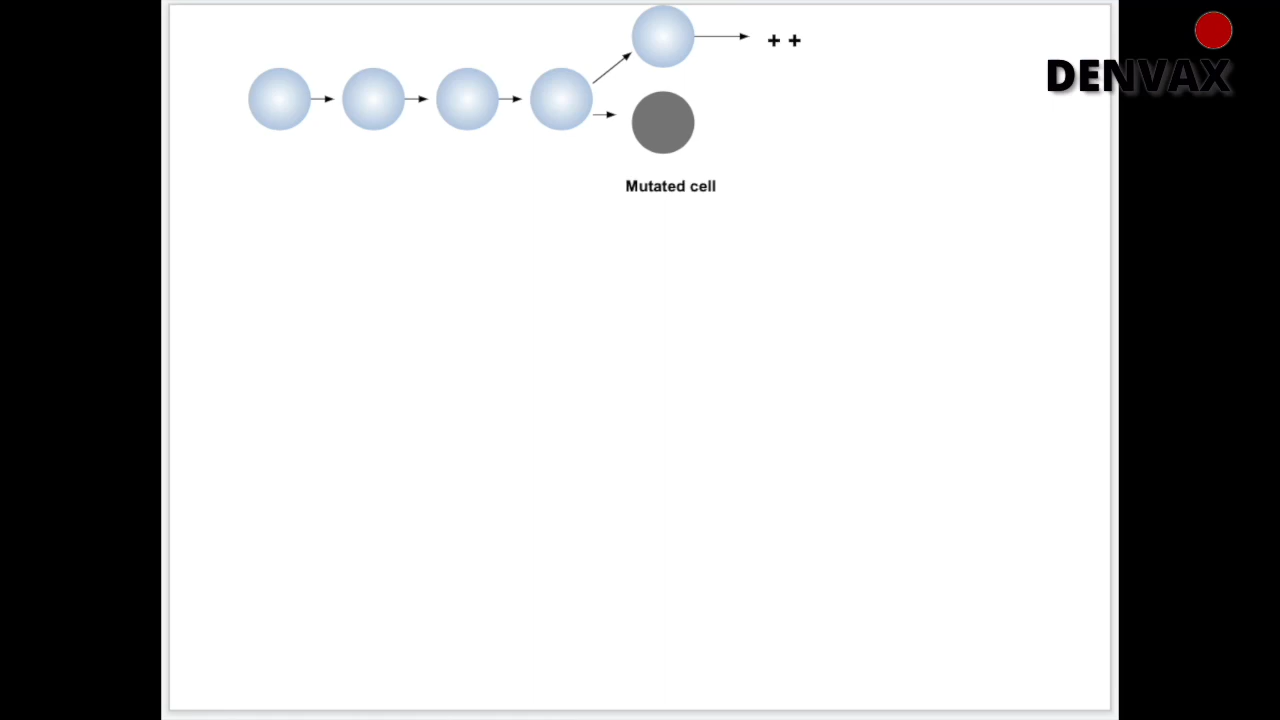 + +
DENVAX
Mutated cell